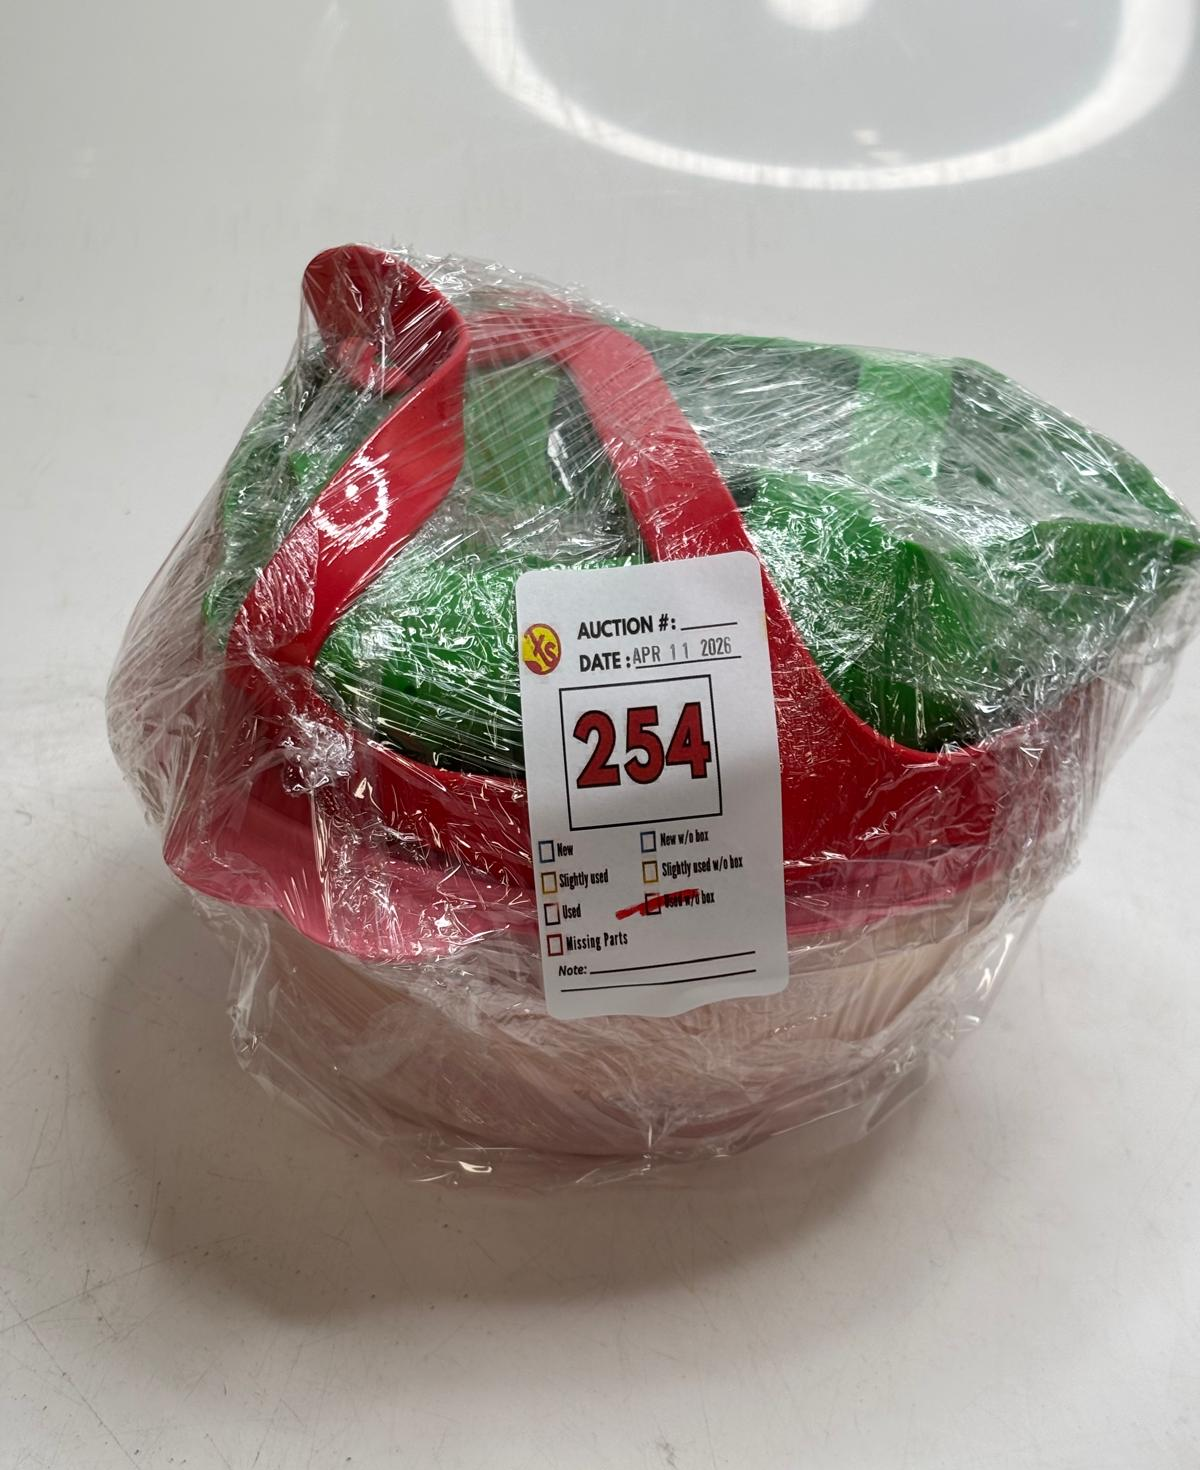 XS
AUCTION #:
DATE: APR 11 2026
254
New
New w/o box
Slightly used
Slightly used w/o box
Used
Used w/o box
Missing Parts
Note: